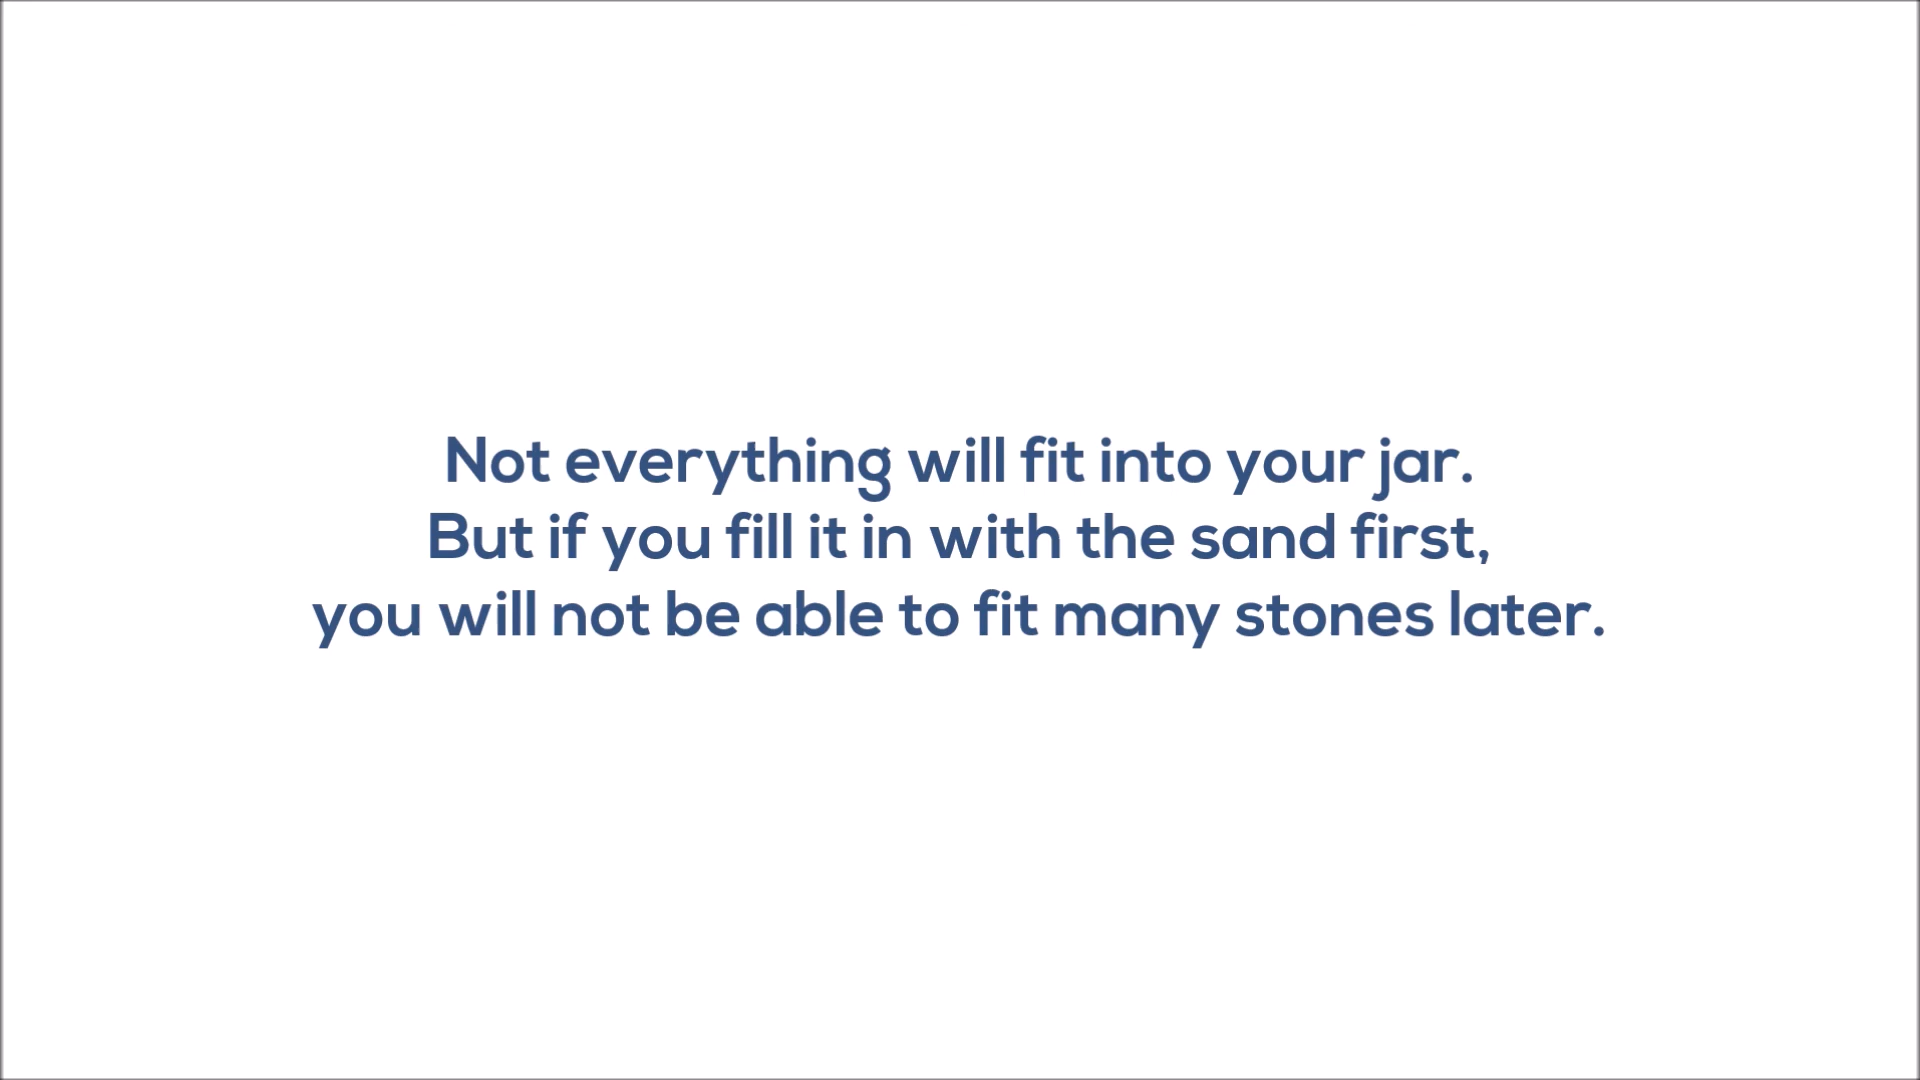 Not everything will fit into your jar.
But if you fill it in with the sand first,
you will not be able to fit many stones later.